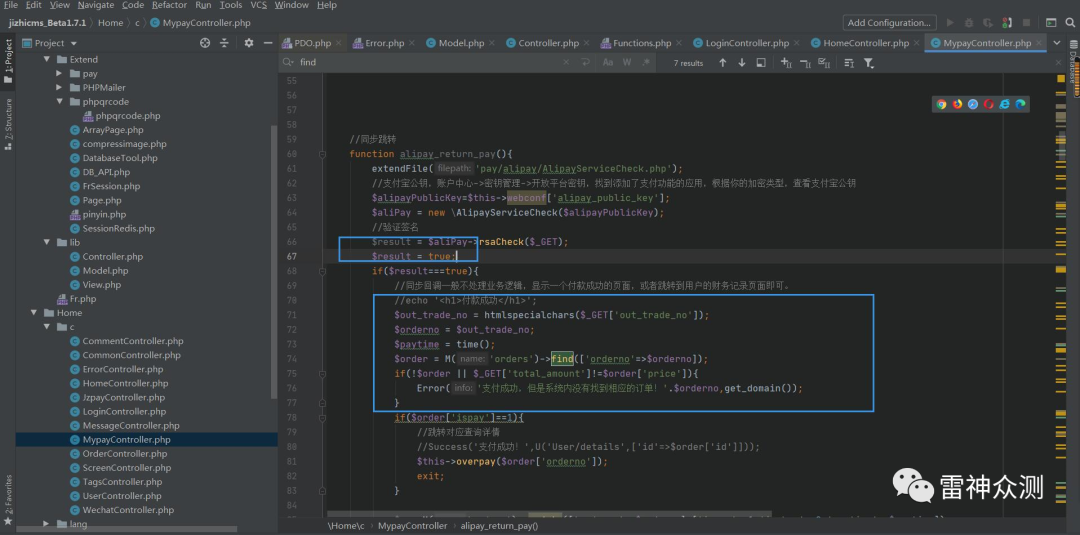 File Edit View Navigate Code Refactor Run Tools VCS Window Help
jizhicms_Beta1.7.1 Home c MypayController.php Add Configuration...
Project
PDO.php Error.php Model.php Controller.php Functions.php LoginController.php HomeController.php MypayController.php
find Aa W 7 results
1: Project
7: Structure
2: Favorites
Database
Extend
pay
PHPMailer
phpqrcode
phpqrcode.php
ArrayPage.php
compressimage.php
DatabaseTool.php
DB_API.php
FrSession.php
Page.php
pinyin.php
SessionRedis.php
lib
Controller.php
Model.php
View.php
Fr.php
Home
c
CommentController.php
CommonController.php
ErrorController.php
HomeController.php
JzpayController.php
LoginController.php
MessageController.php
MypayController.php
OrderController.php
ScreenController.php
TagsController.php
UserController.php
WechatController.php
lang
55
56
57
58
59 //同步跳转
60 function alipay_return_pay(){
61 extendFile( filepath: 'pay/alipay/AlipayServiceCheck.php');
62 //支付宝公钥，账户中心->密钥管理->开放平台密钥，找到添加了支付功能的应用，根据你的加密类型，查看支付宝公钥
63 $alipayPublicKey=$this->webconf['alipay_public_key'];
64 $aliPay = new \AlipayServiceCheck($alipayPublicKey);
65 //验证签名
66 $result = $aliPay->rsaCheck($_GET);
67 $result = true;
68 if($result===true){
69 //同步回调一般不处理业务逻辑，显示一个付款成功的页面，或者跳转到用户的财务记录页面即可。
70 //echo '<h1>付款成功</h1>';
71 $out_trade_no = htmlspecialchars($_GET['out_trade_no']);
72 $orderno = $out_trade_no;
73 $paytime = time();
74 $order = M( name: 'orders')->find(['orderno'=>$orderno]);
75 if(!$order || $_GET['total_amount']!=$order['price']){
76 Error( info: '支付成功，但是系统内没有找到相应的订单！'.$orderno,get_domain());
77 }
78 if($order['ispay']==1){
79 //跳转对应查询详情
80 //Success('支付成功！',U('User/details',['id'=>$order['id']]));
81 $this->overpay($order['orderno']);
82 exit;
83 }
84
雷神众测
\Home\c MypayController alipay_return_pay()